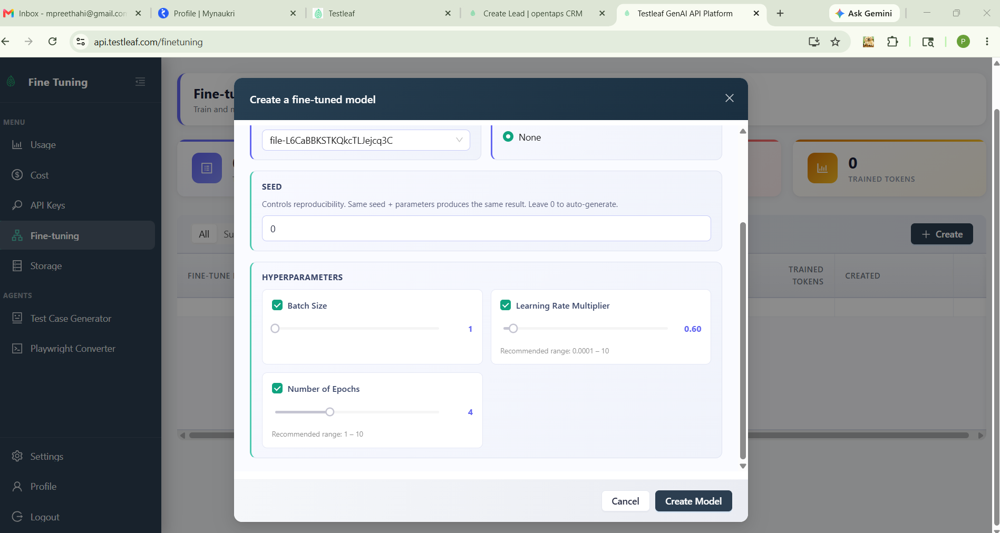 Inbox - mpreethahi@gmail.con
Profile | Mynaukri
Testleaf
Create Lead | opentaps CRM
Testleaf GenAI API Platform
Ask Gemini
api.testleaf.com/finetuning
P
Fine Tuning
MENU
Usage
Cost
API Keys
Fine-tuning
Storage
AGENTS
Test Case Generator
Playwright Converter
Settings
Profile
Logout
Fine-tu
Train and m
0
TRAINED TOKENS
All
Su
Create
FINE-TUNE
TRAINED
TOKENS
CREATED
Create a fine-tuned model
file-L6CaBBKSTKQkcTLJejcq3C
None
SEED
Controls reproducibility. Same seed + parameters produces the same result. Leave 0 to auto-generate.
0
HYPERPARAMETERS
Batch Size
1
Learning Rate Multiplier
0.60
Recommended range: 0.0001 – 10
Number of Epochs
4
Recommended range: 1 – 10
Cancel
Create Model